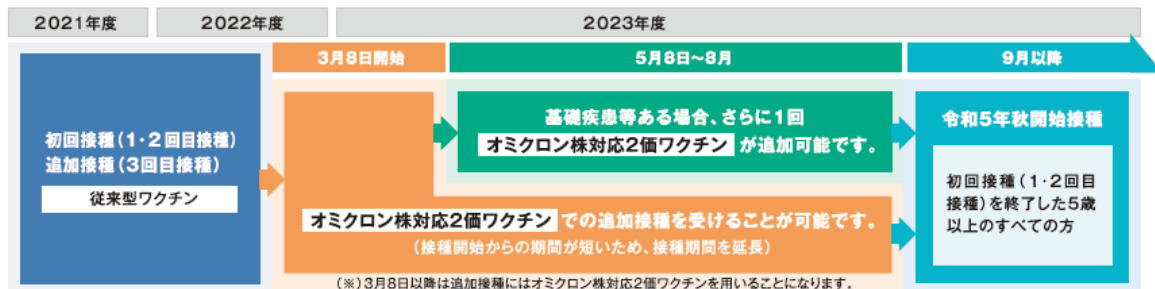 2021年度
2022年度
2023年度
3月8日開始
5月8日～8月
9月以降
初回接種(1・2回目接種)
追加接種(3回目接種)
従来型ワクチン
基礎疾患等ある場合、さらに1回
オミクロン株対応2価ワクチン が追加可能です。
オミクロン株対応2価ワクチン での追加接種を受けることが可能です。
(接種開始からの期間が短いため、接種期間を延長)
令和5年秋開始接種
初回接種(1・2回目
接種)を終了した5歳
以上のすべての方
(※)3月8日以降は追加接種にはオミクロン株対応2価ワクチンを用いることになります。